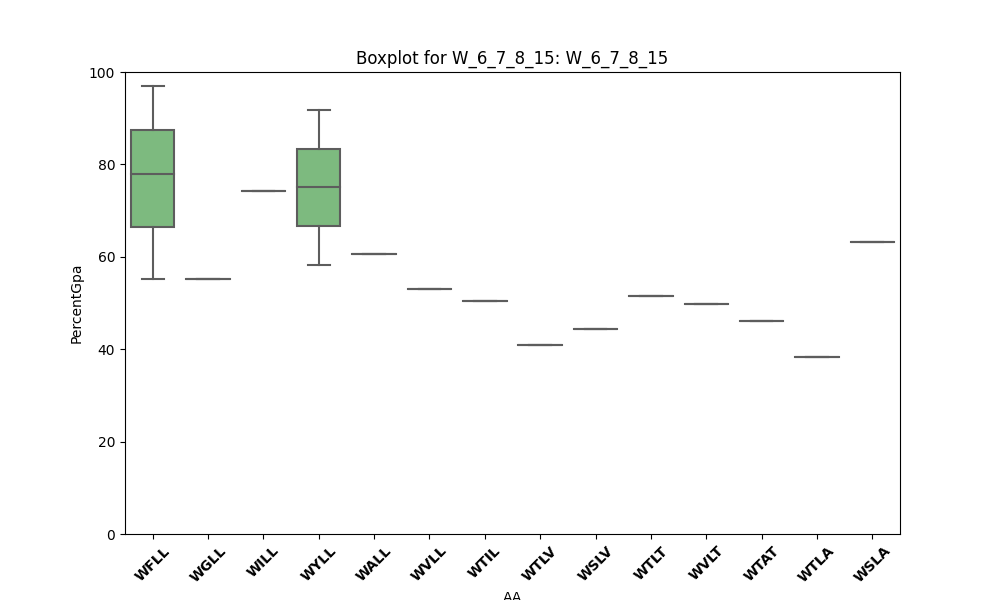 Boxplot for W_6_7_8_15: W_6_7_8_15
100
80
60
40
20
0
PercentGpa
WFLL WGLL WILL WYLL WALL WVLL WTIL WTLV WSLV WTLT WVLT WTAT WTLA WSLA
AA